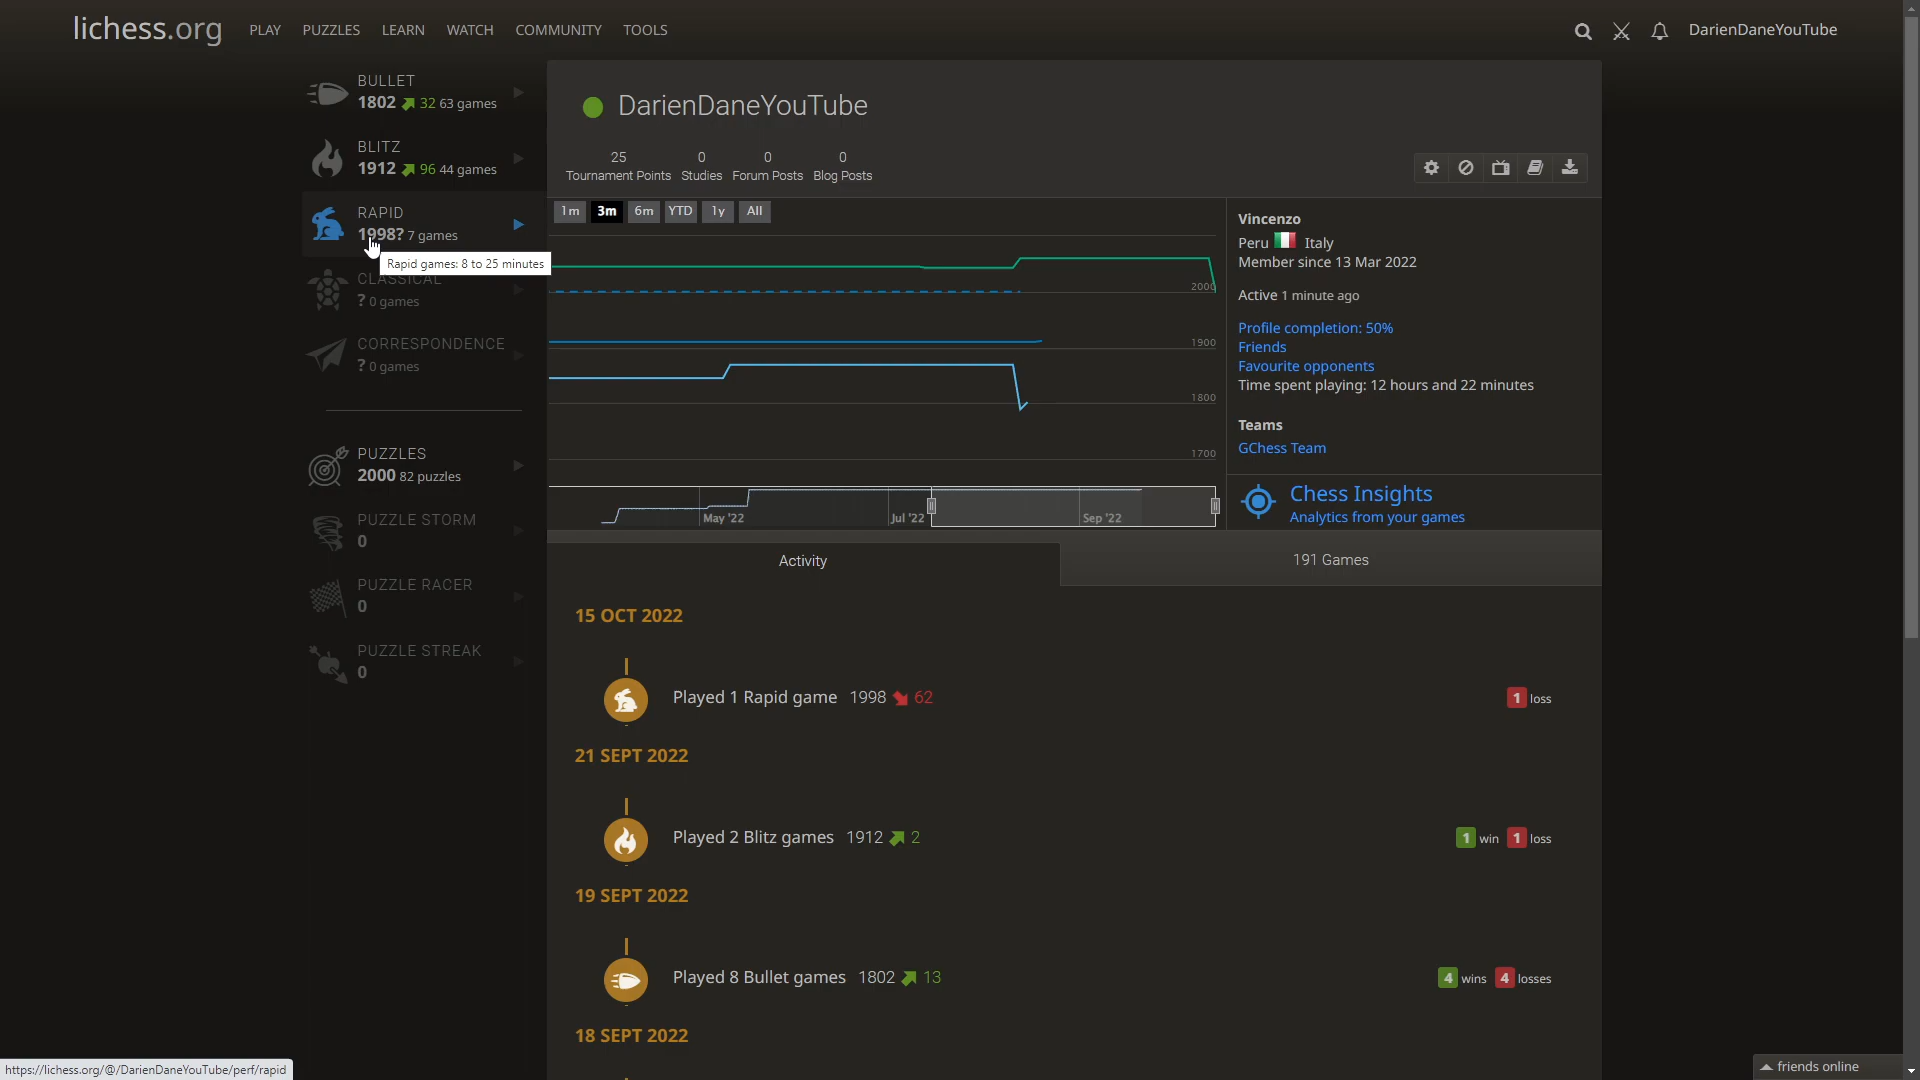 lichess.org PLAY PUZZLES LEARN WATCH COMMUNITY TOOLS DarienDaneYouTube
BULLET
1802 32 63 games
BLITZ
1912 96 44 games
RAPID
1998? 7 games
Rapid games: 8 to 25 minutes
CLASSICAL
? 0 games
CORRESPONDENCE
? 0 games
PUZZLES
2000 82 puzzles
PUZZLE STORM
0
PUZZLE RACER
0
PUZZLE STREAK
0
DarienDaneYouTube
25 0 0 0
Tournament Points Studies Forum Posts Blog Posts
1m 3m 6m YTD 1y All
2000
1900
1800
1700
May '22 Jul '22 Sep '22
Vincenzo
Peru Italy
Member since 13 Mar 2022
Active 1 minute ago
Profile completion: 50%
Friends
Favourite opponents
Time spent playing: 12 hours and 22 minutes
Teams
GChess Team
Chess Insights
Analytics from your games
Activity 191 Games
15 OCT 2022
Played 1 Rapid game 1998 62 1 loss
21 SEPT 2022
Played 2 Blitz games 1912 2 1 win 1 loss
19 SEPT 2022
Played 8 Bullet games 1802 13 4 wins 4 losses
18 SEPT 2022
https://lichess.org/@/DarienDaneYouTube/perf/rapid
friends online